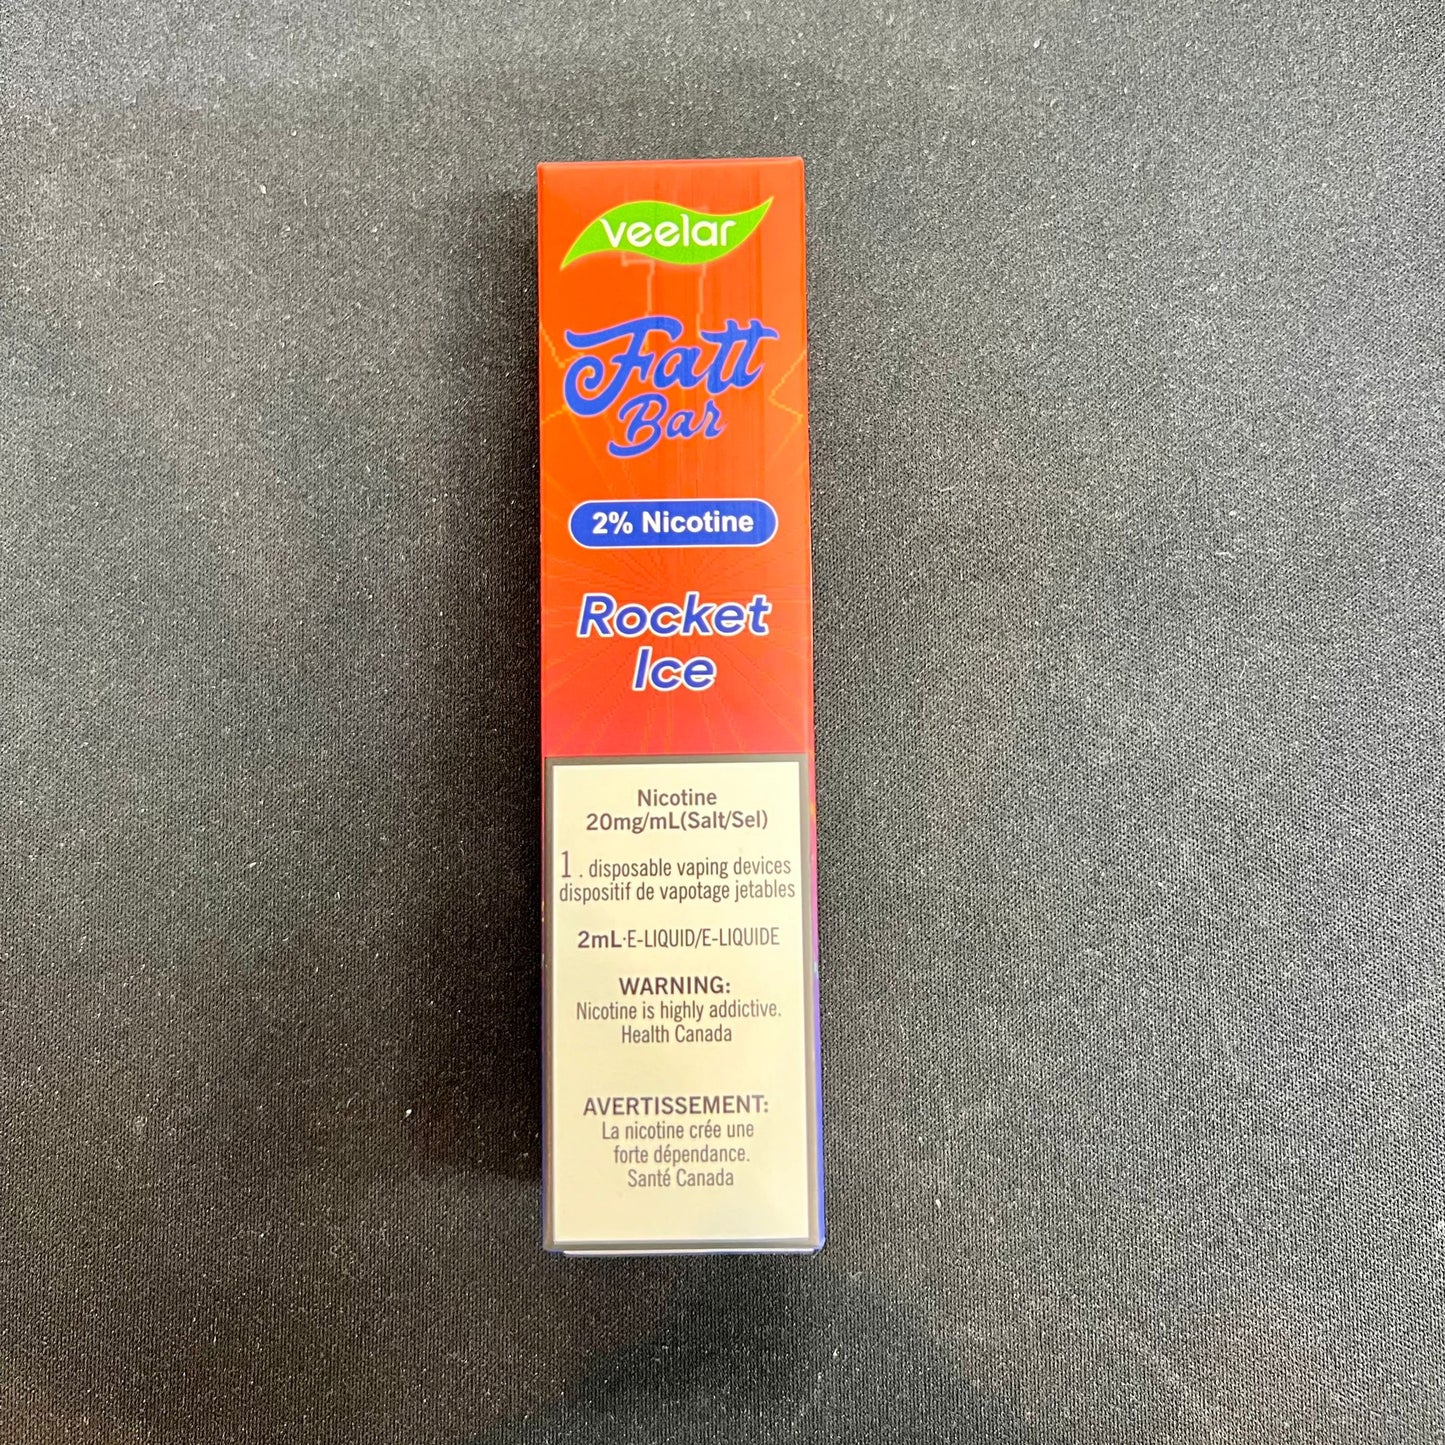 veelar
Fatt
Bar
2% Nicotine
Rocket
Ice
Nicotine
20mg/mL(Salt/Sel)
1. disposable vaping devices
dispositif de vapotage jetables
2mL·E-LIQUID/E-LIQUIDE
WARNING:
Nicotine is highly addictive.
Health Canada
AVERTISSEMENT:
La nicotine crée une
forte dépendance.
Santé Canada